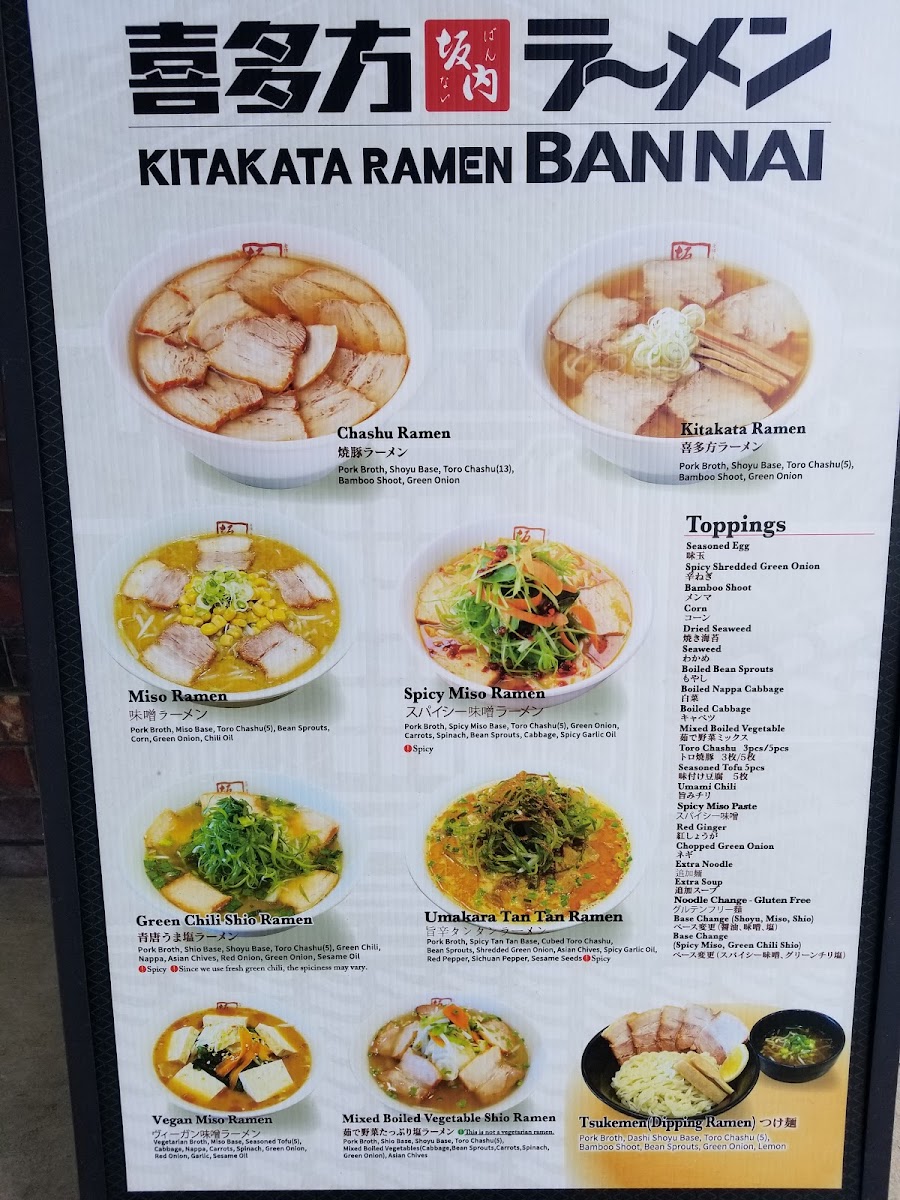 喜多方 坂内 ばんない ラーメン
KITAKATA RAMEN BANNAI
Chashu Ramen
焼豚ラーメン
Pork Broth, Shoyu Base, Toro Chashu(13),
Bamboo Shoot, Green Onion
Kitakata Ramen
喜多方ラーメン
Pork Broth, Shoyu Base, Toro Chashu(5),
Bamboo Shoot, Green Onion
Miso Ramen
味噌ラーメン
Pork Broth, Miso Base, Toro Chashu(5), Bean Sprouts,
Corn, Green Onion, Chili Oil
Spicy Miso Ramen
スパイシー味噌ラーメン
Pork Broth, Spicy Miso Base, Toro Chashu(5), Green Onion,
Carrots, Spinach, Bean Sprouts, Cabbage, Spicy Garlic Oil
Spicy
Toppings
Seasoned Egg
味玉
Spicy Shredded Green Onion
辛ねぎ
Bamboo Shoot
メンマ
Corn
コーン
Dried Seaweed
焼き海苔
Seaweed
わかめ
Boiled Bean Sprouts
もやし
Boiled Nappa Cabbage
白菜
Boiled Cabbage
キャベツ
Mixed Boiled Vegetable
茹で野菜ミックス
Toro Chashu 3pcs/5pcs
トロ焼豚 3枚/5枚
Seasoned Tofu 5pcs
味付け豆腐 5枚
Umami Chili
旨みチリ
Spicy Miso Paste
スパイシー味噌
Red Ginger
紅しょうが
Chopped Green Onion
ネギ
Extra Noodle
追加麺
Extra Soup
追加スープ
Noodle Change - Gluten Free
グルテンフリー麺
Base Change (Shoyu, Miso, Shio)
ベース変更 (醤油、味噌、塩)
Base Change
(Spicy Miso, Green Chili Shio)
ベース変更 (スパイシー味噌、グリーンチリ塩)
Green Chili Shio Ramen
青唐うま塩ラーメン
Pork Broth, Shio Base, Shoyu Base, Toro Chashu(5), Green Chili,
Nappa, Asian Chives, Red Onion, Green Onion, Sesame Oil
Spicy Since we use fresh green chili, the spiciness may vary.
Umakara Tan Tan Ramen
旨辛タンタンラーメン
Pork Broth, Spicy Tan Tan Base, Cubed Toro Chashu,
Bean Sprouts, Shredded Green Onion, Asian Chives, Spicy Garlic Oil,
Red Pepper, Sichuan Pepper, Sesame Seeds Spicy
Vegan Miso Ramen
ヴィーガン味噌ラーメン
Vegetarian Broth, Miso Base, Seasoned Tofu(5),
Cabbage, Nappa, Carrots, Spinach, Green Onion,
Red Onion, Garlic, Sesame Oil
Mixed Boiled Vegetable Shio Ramen
茹で野菜たっぷり塩ラーメン This is not a vegetarian ramen.
Pork Broth, Shio Base, Shoyu Base, Toro Chashu(5),
Mixed Boiled Vegetables(Cabbage,Bean Sprouts,Carrots,Spinach,
Green Onion), Asian Chives
Tsukemen(Dipping Ramen) つけ麺
Pork Broth, Dashi Shoyu Base, Toro Chashu (5),
Bamboo Shoot, Bean Sprouts, Green Onion, Lemon